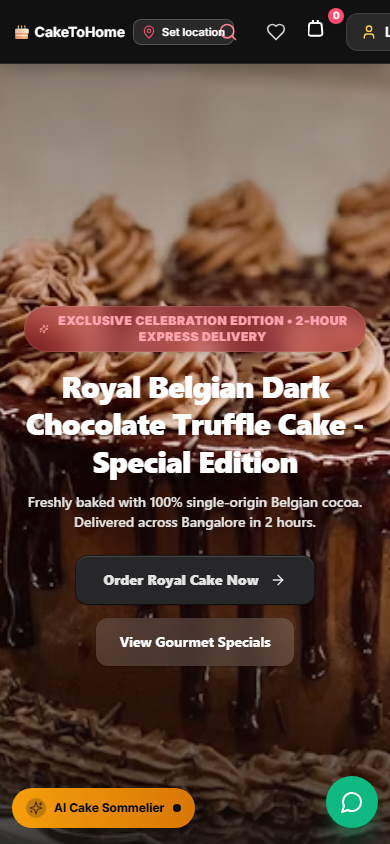 CakeToHome
Set location
0
L
EXCLUSIVE CELEBRATION EDITION • 2-HOUR
EXPRESS DELIVERY
Royal Belgian Dark
Chocolate Truffle Cake -
Special Edition
Freshly baked with 100% single-origin Belgian cocoa.
Delivered across Bangalore in 2 hours.
Order Royal Cake Now →
View Gourmet Specials
AI Cake Sommelier